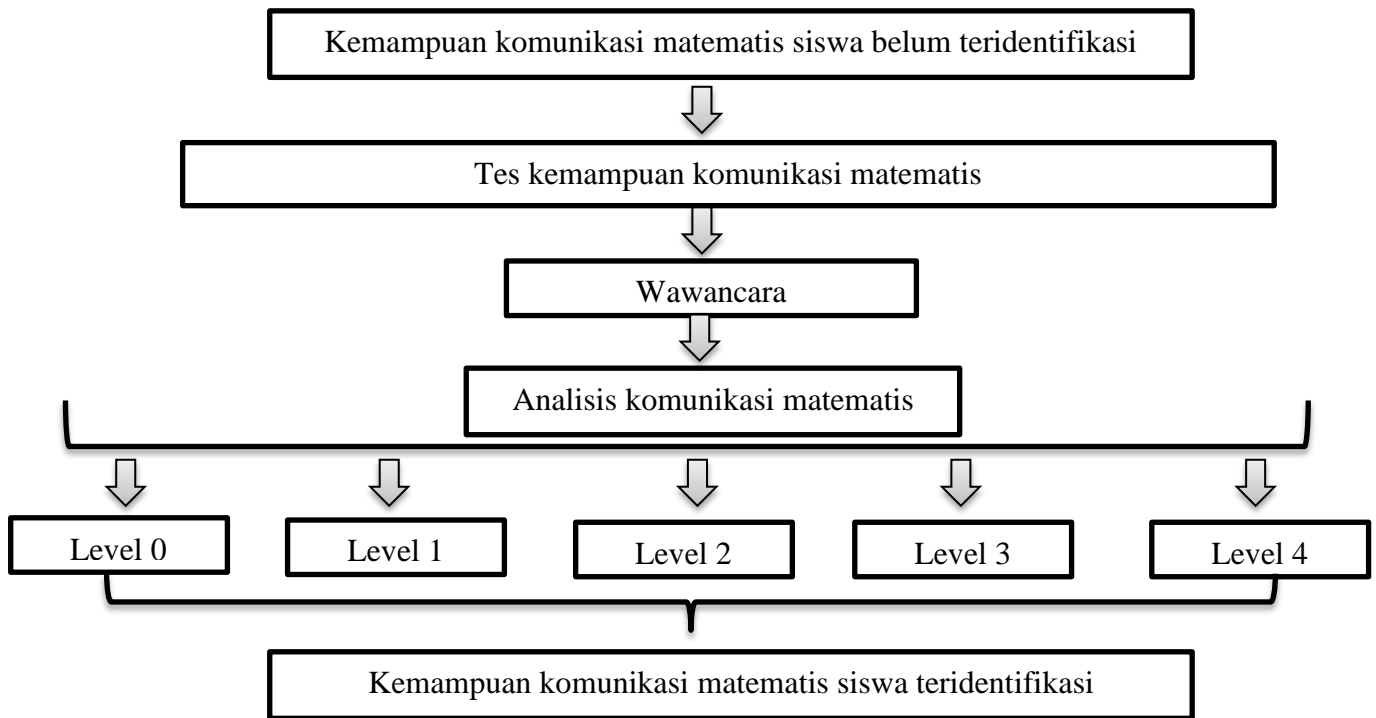 Kemampuan komunikasi matematis siswa belum teridentifikasi
Tes kemampuan komunikasi matematis
Wawancara
Analisis komunikasi matematis
Level 0
Level 1
Level 2
Level 3
Level 4
Kemampuan komunikasi matematis siswa teridentifikasi